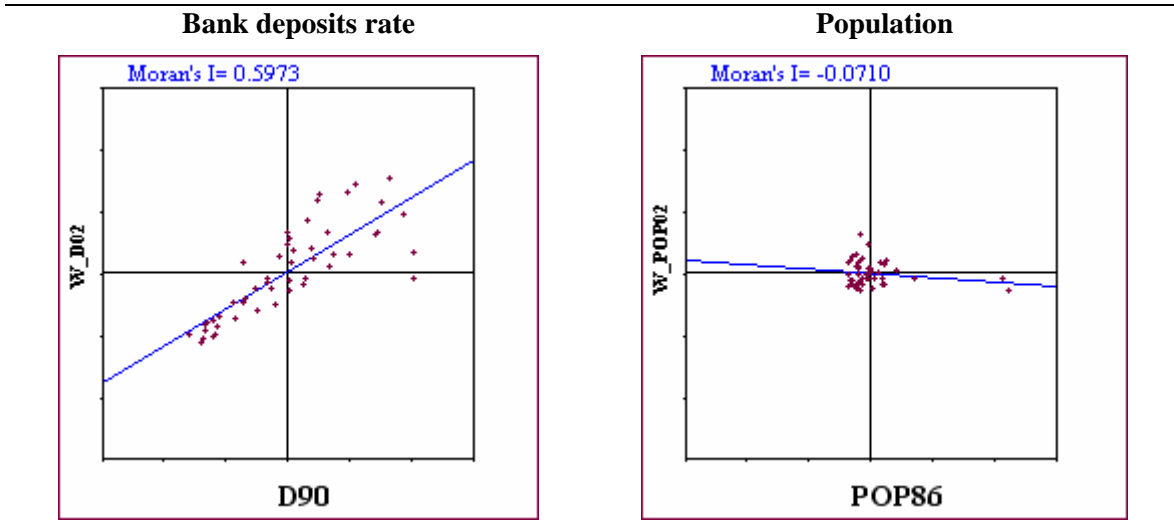 Bank deposits rate
Population
Moran's I= 0.5973
Moran's I= -0.0710
W_D02
W_POP02
D90
POP86